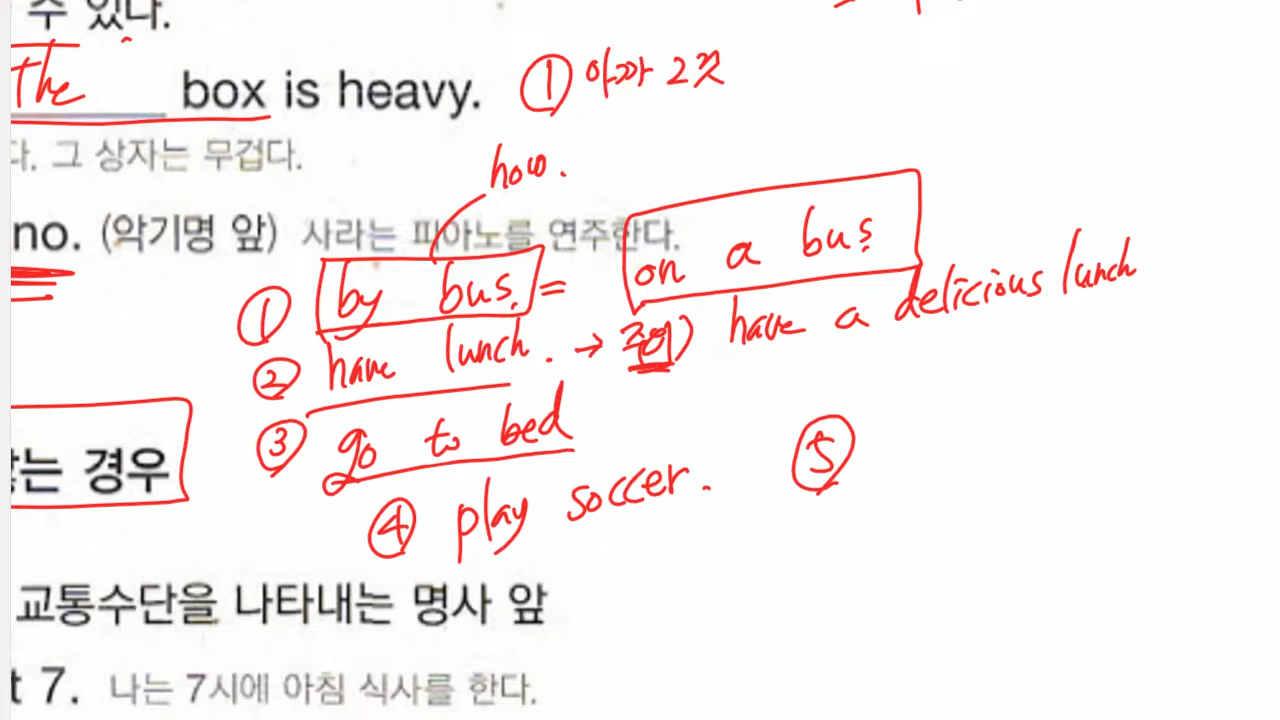 수 있다.
The box is heavy. ① 아까 그것
다. 그 상자는 무겁다.
how.
no. (악기명 앞) 사라는 피아노를 연주한다.
① by bus. = on a bus
② have lunch. → 주의) have a delicious lunch
③ go to bed
는 경우
④ play soccer. ⑤
교통수단을 나타내는 명사 앞
t 7. 나는 7시에 아침 식사를 한다.